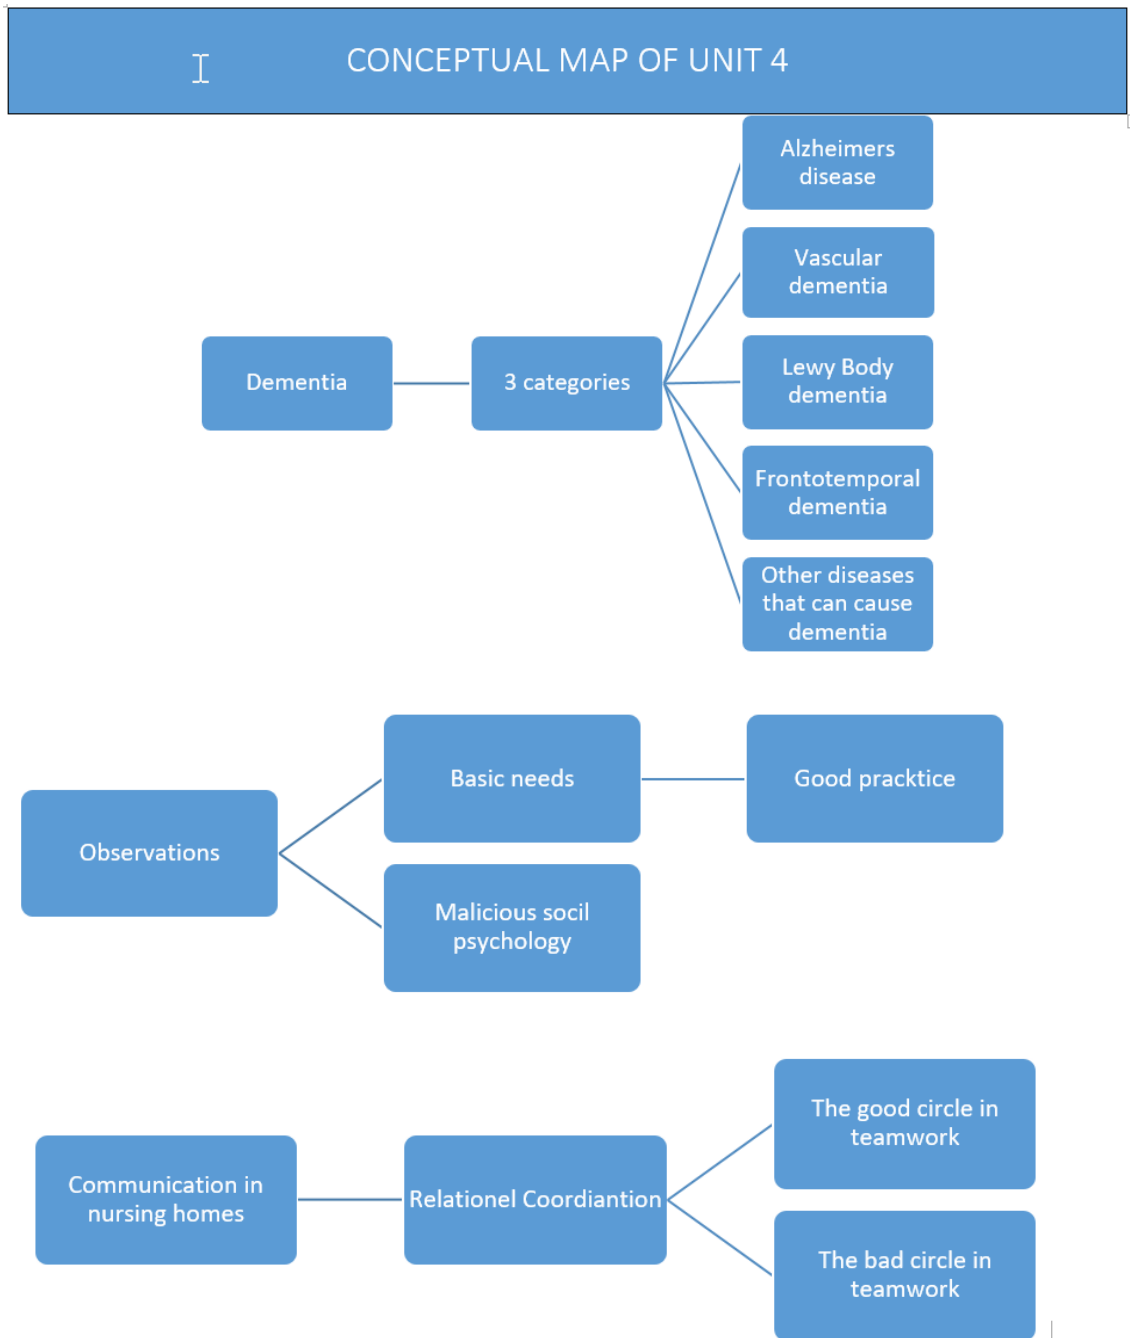 CONCEPTUAL MAP OF UNIT 4
Alzheimers
disease
Vascular
dementia
Dementia
3 categories
Lewy Body
dementia
Frontotemporal
dementia
Other diseases
that can cause
dementia
Observations
Basic needs
Good pracktice
Malicious socil
psychology
Communication in
nursing homes
Relationel Coordiantion
The good circle in
teamwork
The bad circle in
teamwork